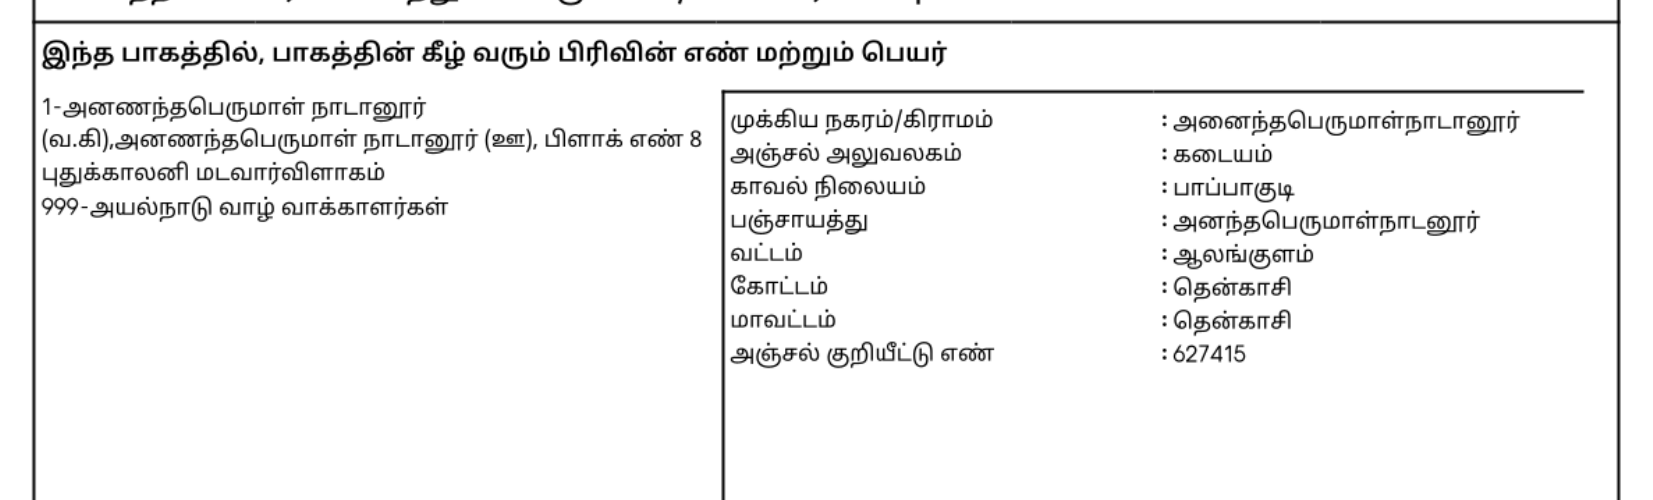 இந்த பாகத்தில், பாகத்தின் கீழ் வரும் பிரிவின் எண் மற்றும் பெயர்
1-அனணந்தபெருமாள் நாடானூர்
(வ.கி),அனணந்தபெருமாள் நாடானூர் (ஊ), பிளாக் எண் 8
புதுக்காலனி மடவார்விளாகம்
999-அயல்நாடு வாழ் வாக்காளர்கள்
முக்கிய நகரம்/கிராமம் : அனைந்தபெருமாள்நாடானூர்
அஞ்சல் அலுவலகம் : கடையம்
காவல் நிலையம் : பாப்பாகுடி
பஞ்சாயத்து : அனந்தபெருமாள்நாடனூர்
வட்டம் : ஆலங்குளம்
கோட்டம் : தென்காசி
மாவட்டம் : தென்காசி
அஞ்சல் குறியீட்டு எண் : 627415